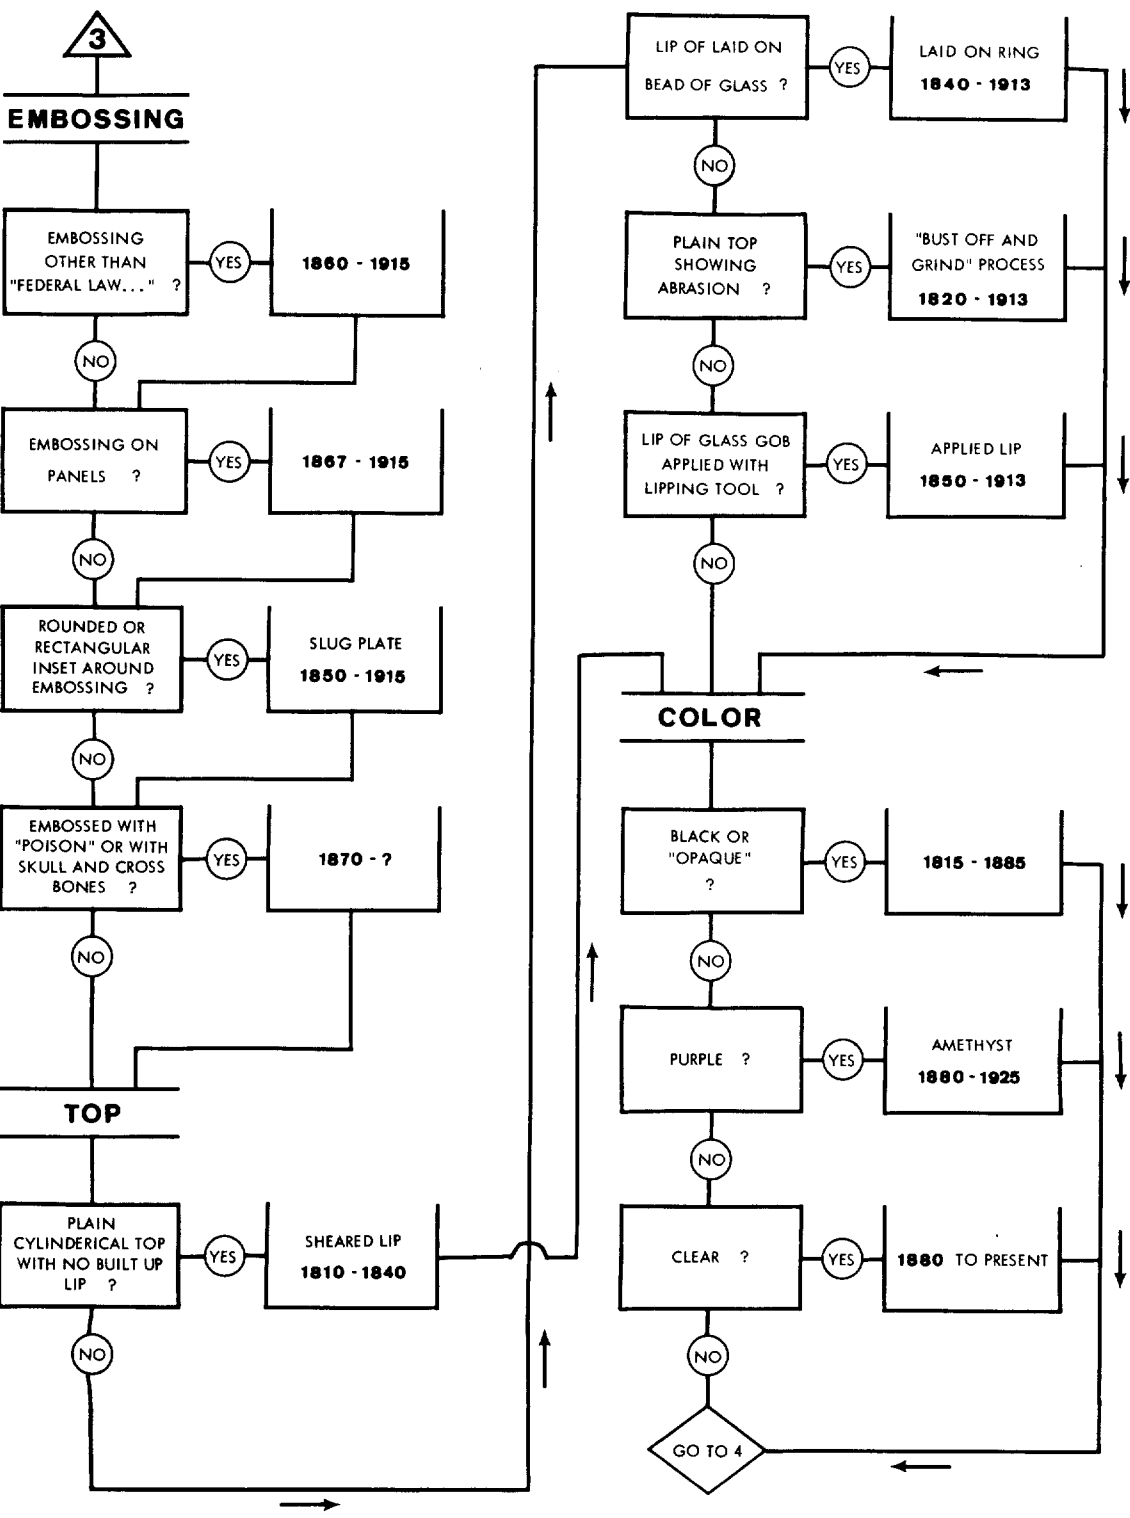 3
EMBOSSING
EMBOSSING
OTHER THAN
"FEDERAL LAW..." ?
YES
1860 - 1915
NO
EMBOSSING ON
PANELS ?
YES
1867 - 1915
NO
ROUNDED OR
RECTANGULAR
INSET AROUND
EMBOSSING ?
YES
SLUG PLATE
1850 - 1915
NO
EMBOSSED WITH
"POISON" OR WITH
SKULL AND CROSS
BONES ?
YES
1870 - ?
NO
TOP
PLAIN
CYLINDERICAL TOP
WITH NO BUILT UP
LIP ?
YES
SHEARED LIP
1810 - 1840
NO
LIP OF LAID ON
BEAD OF GLASS ?
YES
LAID ON RING
1840 - 1913
NO
PLAIN TOP
SHOWING
ABRASION ?
YES
"BUST OFF AND
GRIND" PROCESS
1820 - 1913
NO
LIP OF GLASS GOB
APPLIED WITH
LIPPING TOOL ?
YES
APPLIED LIP
1850 - 1913
NO
COLOR
BLACK OR
"OPAQUE"
?
YES
1815 - 1885
NO
PURPLE ?
YES
AMETHYST
1880 - 1925
NO
CLEAR ?
YES
1880 TO PRESENT
NO
GO TO 4